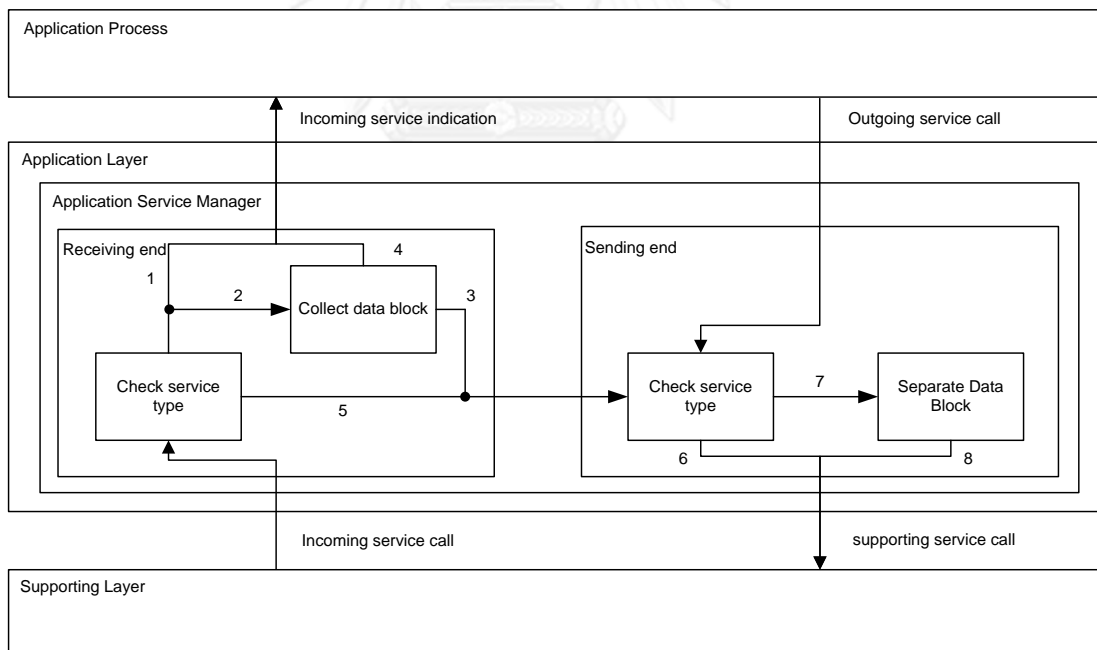 Application Process
Incoming service indication
Outgoing service call
Application Layer
Application Service Manager
Receiving end
Sending end
4
1
2
3
Collect data block
Check service
type
5
Check service
type
7
Separate Data
Block
6
8
Incoming service call
supporting service call
Supporting Layer